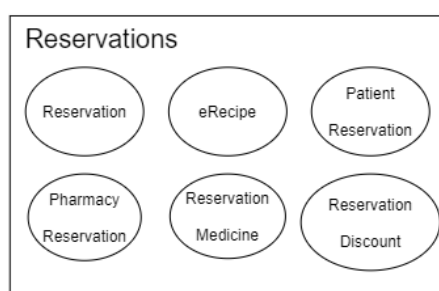 Reservations
Reservation
eRecipe
Patient
Reservation
Pharmacy
Reservation
Reservation
Medicine
Reservation
Discount